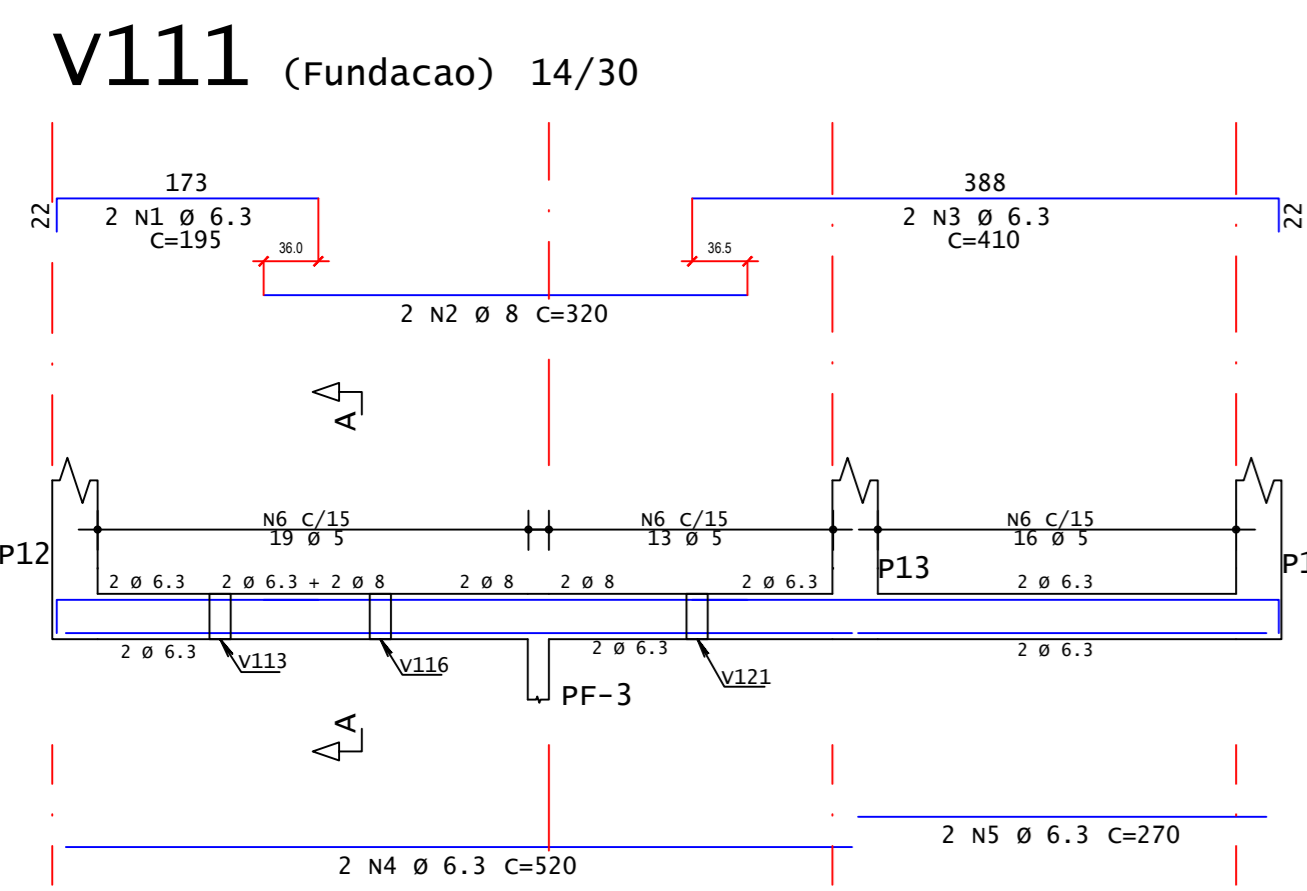 V111 (Fundacao) 14/30
173
388
22
2 N1 Ø 6.3
C=195
2 N3 Ø 6.3
C=410
22
36.0
36.5
2 N2 Ø 8 C=320
A
N6 C/15
19 Ø 5
N6 C/15
13 Ø 5
N6 C/15
16 Ø 5
P12
P13
2 Ø 6.3
2 Ø 6.3 + 2 Ø 8
2 Ø 8
2 Ø 8
2 Ø 6.3
2 Ø 6.3
2 Ø 6.3
V113
V116
2 Ø 6.3
V121
2 Ø 6.3
PF-3
A
2 N5 Ø 6.3 C=270
2 N4 Ø 6.3 C=520